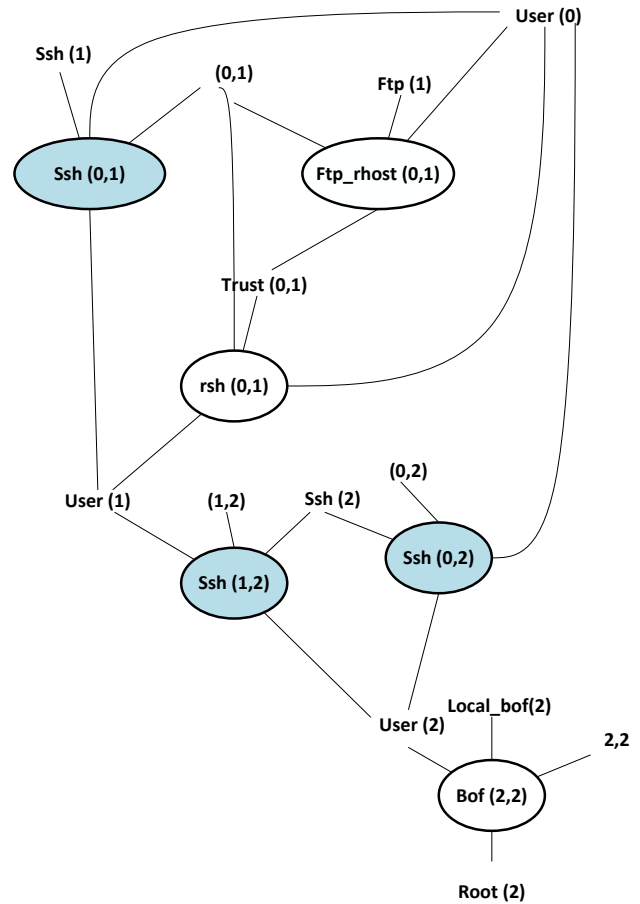 User (0)
Ssh (1)
(0,1)
Ftp (1)
Ssh (0,1)
Ftp_rhost (0,1)
Trust (0,1)
rsh (0,1)
User (1)
(1,2)
Ssh (2)
(0,2)
Ssh (1,2)
Ssh (0,2)
User (2)
Local_bof(2)
2,2
Bof (2,2)
Root (2)